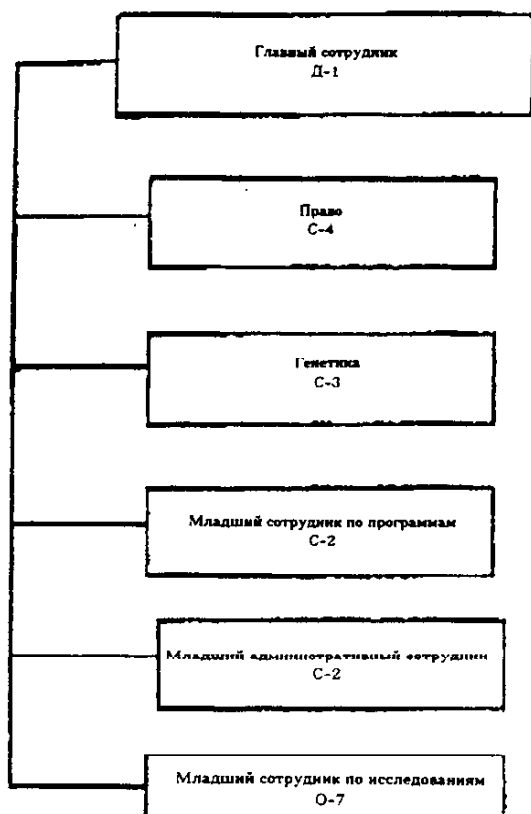 Главный сотрудник
Д-1
Право
С-4
Генетика
С-3
Младший сотрудник по программам
С-2
Младший административный сотрудник
С-2
Младший сотрудник по исследованиям
О-7